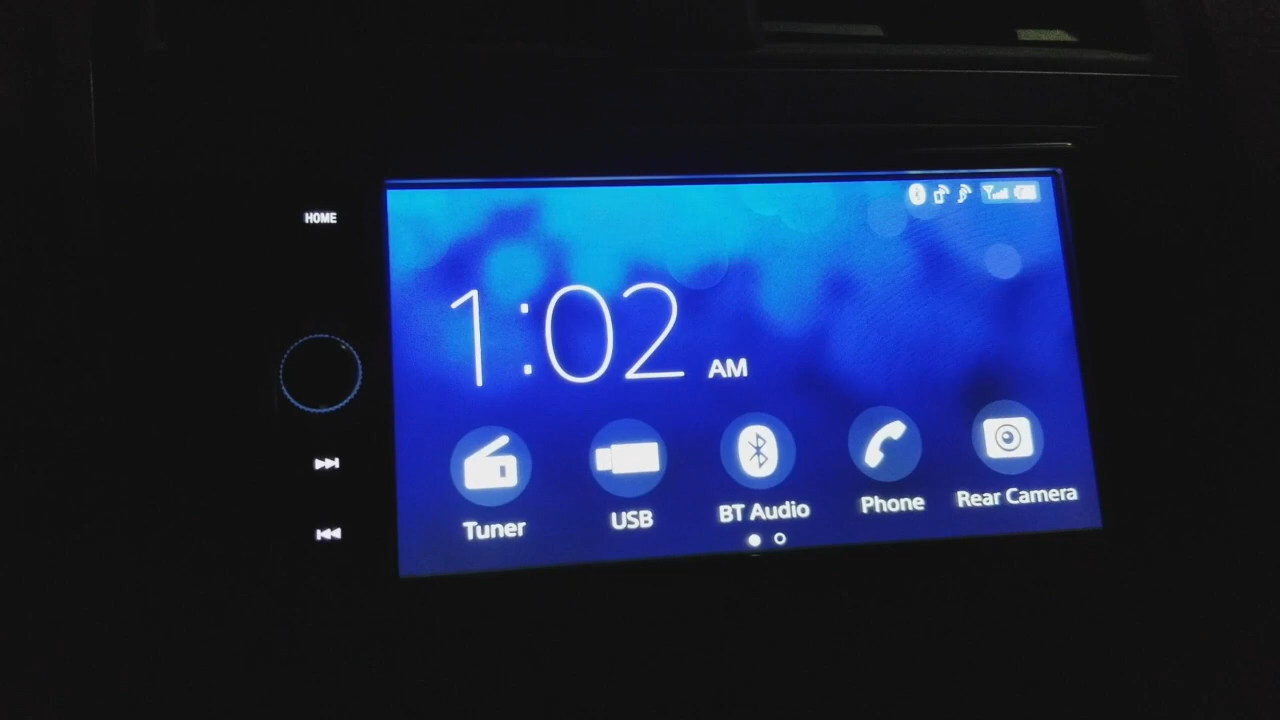 HOME
1:02 AM
Tuner
USB
BT Audio
Phone
Rear Camera